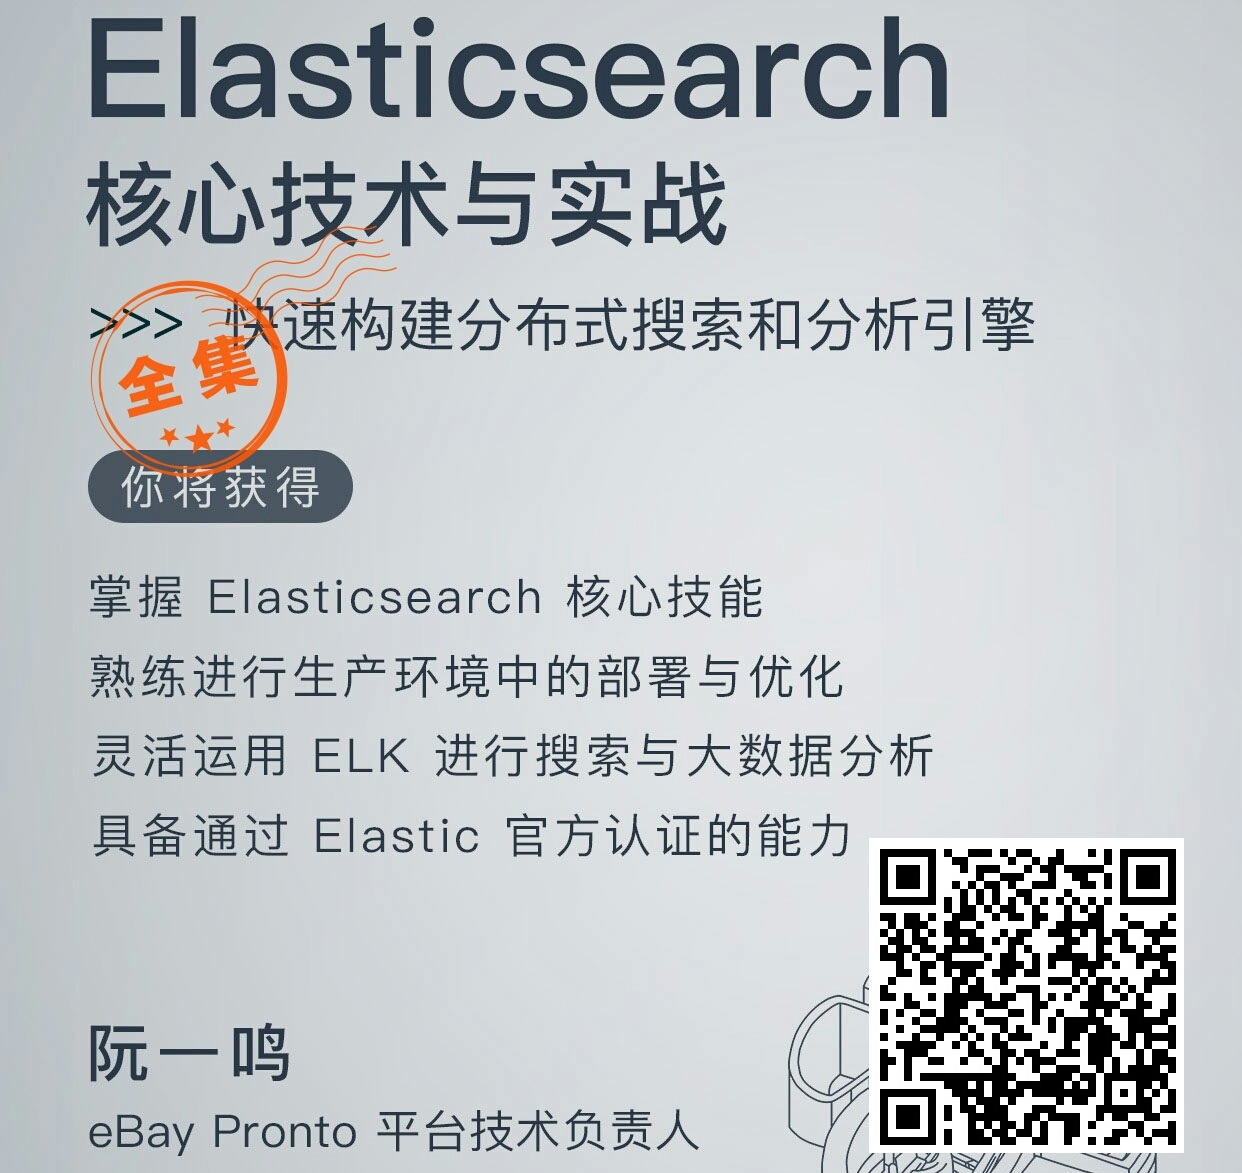 Elasticsearch
核心技术与实战
>>> 快速构建分布式搜索和分析引擎
全集
你将获得
掌握 Elasticsearch 核心技能
熟练进行生产环境中的部署与优化
灵活运用 ELK 进行搜索与大数据分析
具备通过 Elastic 官方认证的能力
阮一鸣
eBay Pronto 平台技术负责人